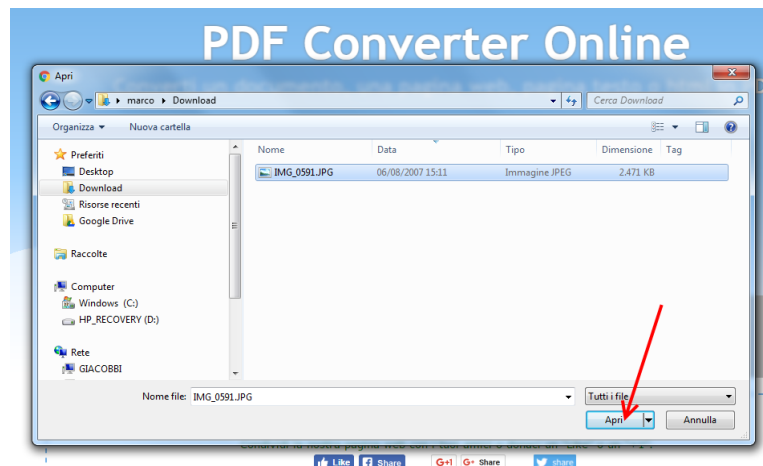 PDF Converter Online
Apri
marco Download
Cerca Download
Organizza Nuova cartella
Nome Data Tipo Dimensione Tag
IMG_0591.JPG 06/08/2007 15:11 Immagine JPEG 2.471 KB
Preferiti
Desktop
Download
Risorse recenti
Google Drive
Raccolte
Computer
Windows (C:)
HP_RECOVERY (D:)
Rete
GIACOBBI
Nome file: IMG_0591.JPG
Tutti i file
Apri Annulla
Like Share G+1 G+ Share share